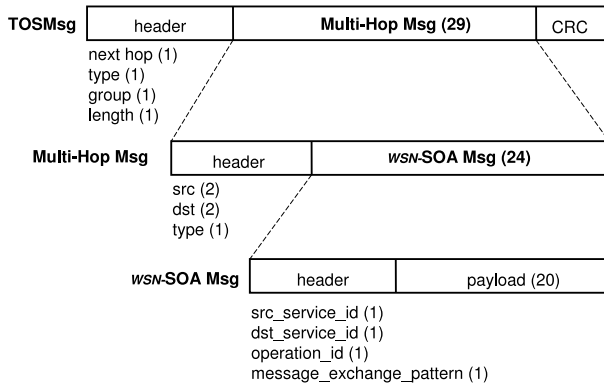 TOSMsg header Multi-Hop Msg (29) CRC
next hop (1)
type (1)
group (1)
length (1)
Multi-Hop Msg header WSN-SOA Msg (24)
src (2)
dst (2)
type (1)
WSN-SOA Msg header payload (20)
src_service_id (1)
dst_service_id (1)
operation_id (1)
message_exchange_pattern (1)